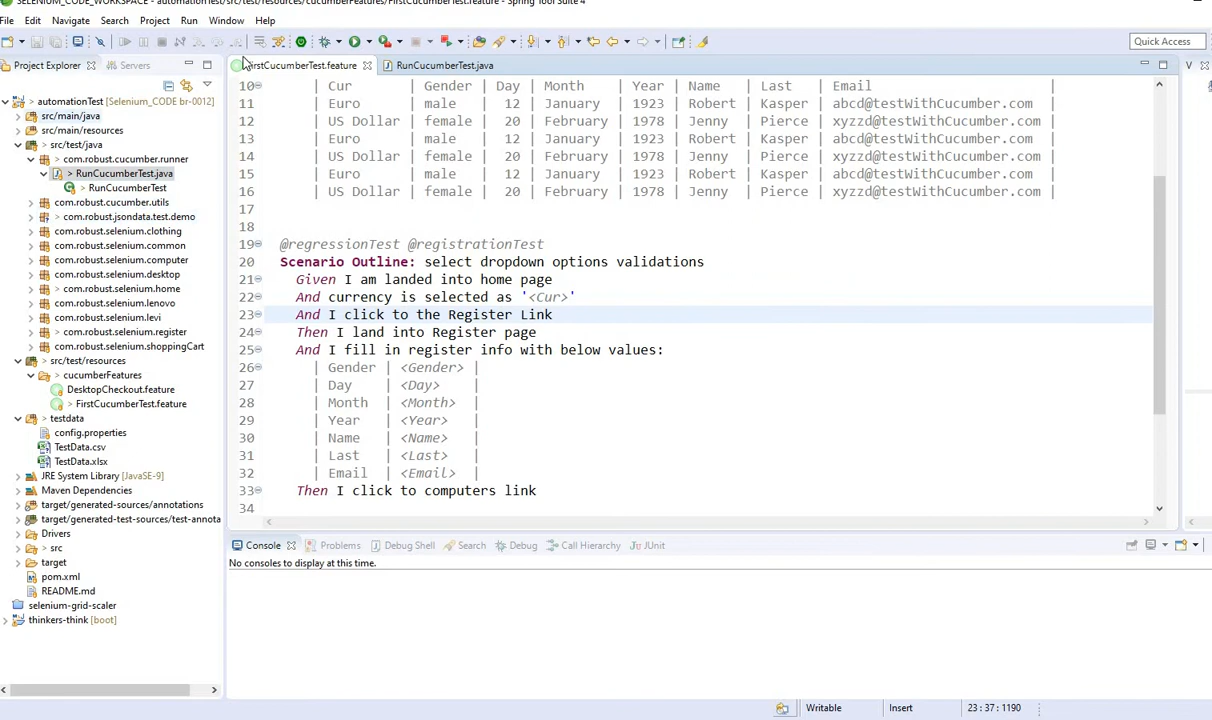 SELENIUM_CODE_WORKSPACE - automationTest/src/test/resources/cucumberFeatures/FirstCucumberTest.feature - Spring Tool Suite 4
File Edit Navigate Search Project Run Window Help
Quick Access
Project Explorer Servers
automationTest [Selenium_CODE br-0012]
src/main/java
src/main/resources
src/test/java
> com.robust.cucumber.runner
> RunCucumberTest.java
> RunCucumberTest
com.robust.cucumber.utils
> com.robust.jsondata.test.demo
com.robust.selenium.clothing
> com.robust.selenium.common
com.robust.selenium.computer
com.robust.selenium.desktop
> com.robust.selenium.home
com.robust.selenium.lenovo
com.robust.selenium.levi
> com.robust.selenium.register
com.robust.selenium.shoppingCart
> src/test/resources
> cucumberFeatures
DesktopCheckout.feature
> FirstCucumberTest.feature
> testdata
config.properties
TestData.csv
TestData.xlsx
JRE System Library [JavaSE-9]
Maven Dependencies
target/generated-sources/annotations
target/generated-test-sources/test-annota
Drivers
> src
target
pom.xml
README.md
selenium-grid-scaler
thinkers-think [boot]
FirstCucumberTest.feature RunCucumberTest.java
10 | Cur | Gender | Day | Month | Year | Name | Last | Email |
11 | Euro | male | 12 | January | 1923 | Robert | Kasper | abcd@testWithCucumber.com |
12 | US Dollar | female | 20 | February | 1978 | Jenny | Pierce | xyzzd@testWithCucumber.com |
13 | Euro | male | 12 | January | 1923 | Robert | Kasper | abcd@testWithCucumber.com |
14 | US Dollar | female | 20 | February | 1978 | Jenny | Pierce | xyzzd@testWithCucumber.com |
15 | Euro | male | 12 | January | 1923 | Robert | Kasper | abcd@testWithCucumber.com |
16 | US Dollar | female | 20 | February | 1978 | Jenny | Pierce | xyzzd@testWithCucumber.com |
17
18
19 @regressionTest @registrationTest
20 Scenario Outline: select dropdown options validations
21 Given I am landed into home page
22 And currency is selected as '<Cur>'
23 And I click to the Register Link
24 Then I land into Register page
25 And I fill in register info with below values:
26 | Gender | <Gender> |
27 | Day | <Day> |
28 | Month | <Month> |
29 | Year | <Year> |
30 | Name | <Name> |
31 | Last | <Last> |
32 | Email | <Email> |
33 Then I click to computers link
34
V
Console Problems Debug Shell Search Debug Call Hierarchy JUnit
No consoles to display at this time.
Writable Insert 23 : 37 : 1190